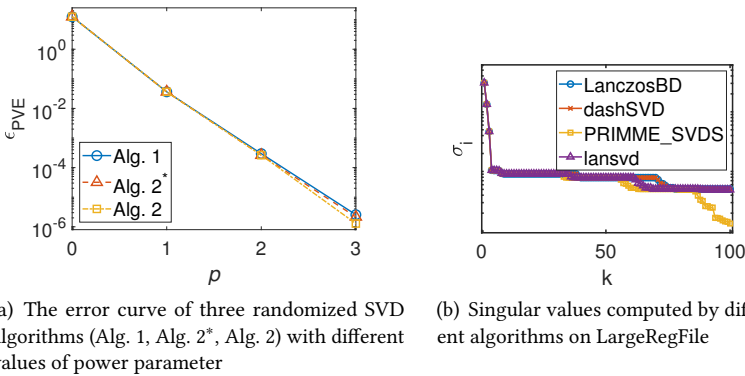 10^0
10^-2
10^-4
10^-6
ϵ_PVE
Alg. 1
Alg. 2*
Alg. 2
0 1 2 3
p
σ_i
LanczosBD
dashSVD
PRIMME_SVDS
lansvd
0 50 100
k
a) The error curve of three randomized SVD
algorithms (Alg. 1, Alg. 2*, Alg. 2) with different
values of power parameter
(b) Singular values computed by dif
ent algorithms on LargeRegFile